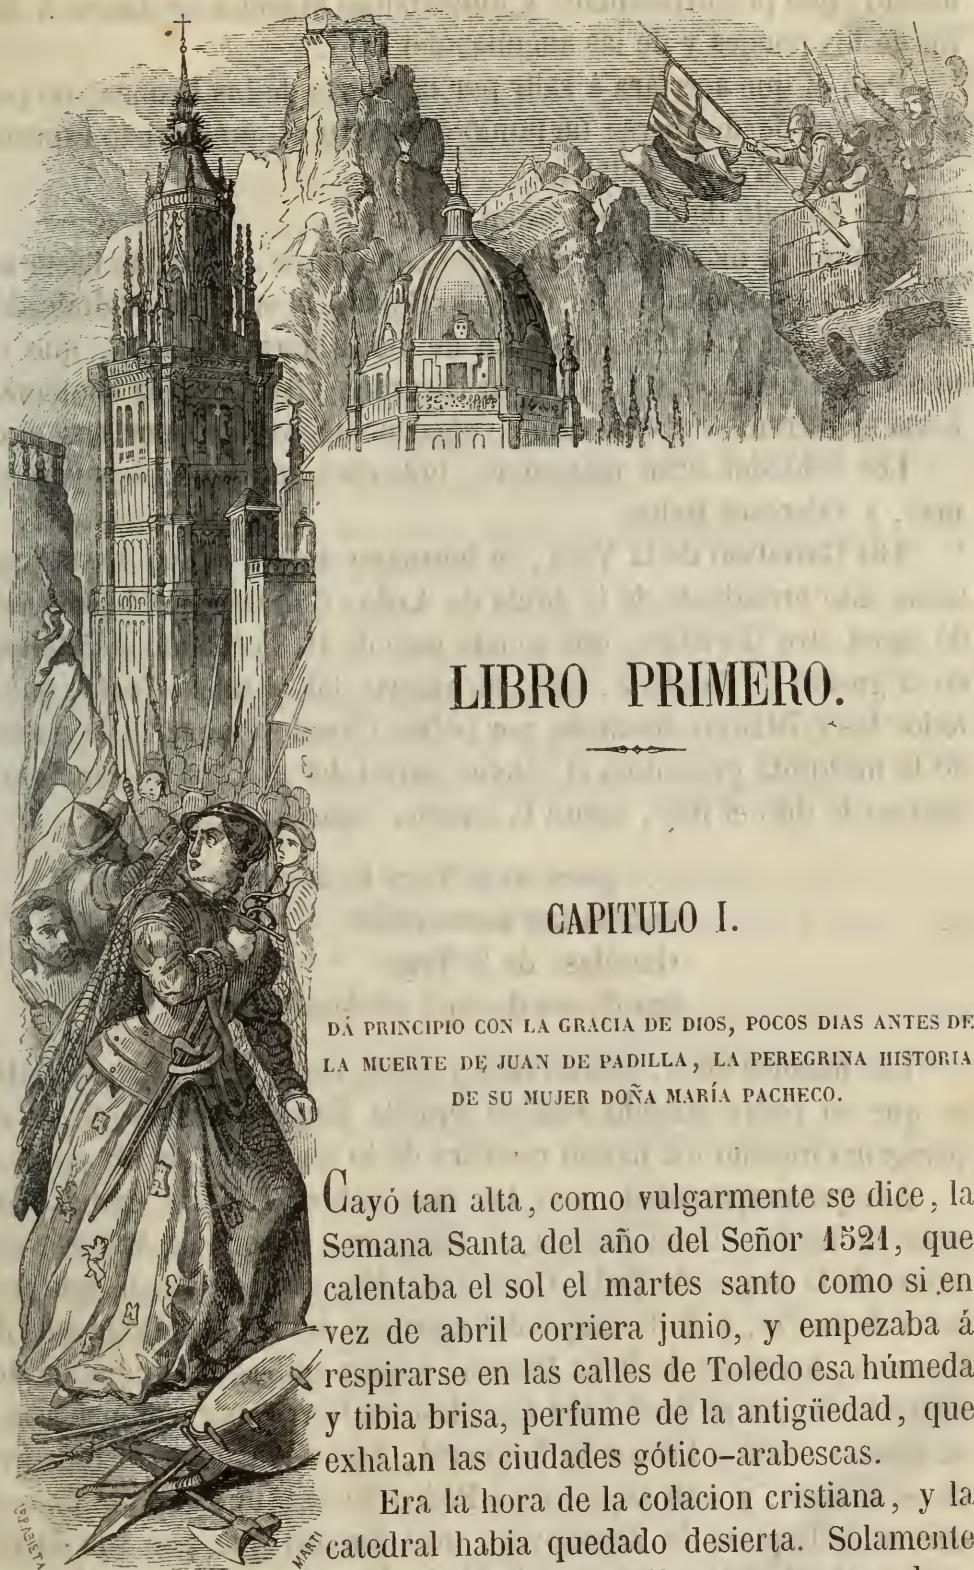 LIBRO PRIMERO.
CAPITULO I.
DÁ PRINCIPIO CON LA GRACIA DE DIOS, POCOS DIAS ANTES DE
LA MUERTE DE JUAN DE PADILLA, LA PEREGRINA HISTORIA
DE SU MUJER DOÑA MARÍA PACHECO.
Cayó tan alta, como vulgarmente se dice, la
Semana Santa del año del Señor 1521, que
calentaba el sol el martes santo como si en
vez de abril corriera junio, y empezaba á
respirarse en las calles de Toledo esa húmeda
y tibia brisa, perfume de la antigüedad, que
exhalan las ciudades gótico-arabescas.
Era la hora de la colacion cristiana, y la
catedral habia quedado desierta. Solamente
MARTI